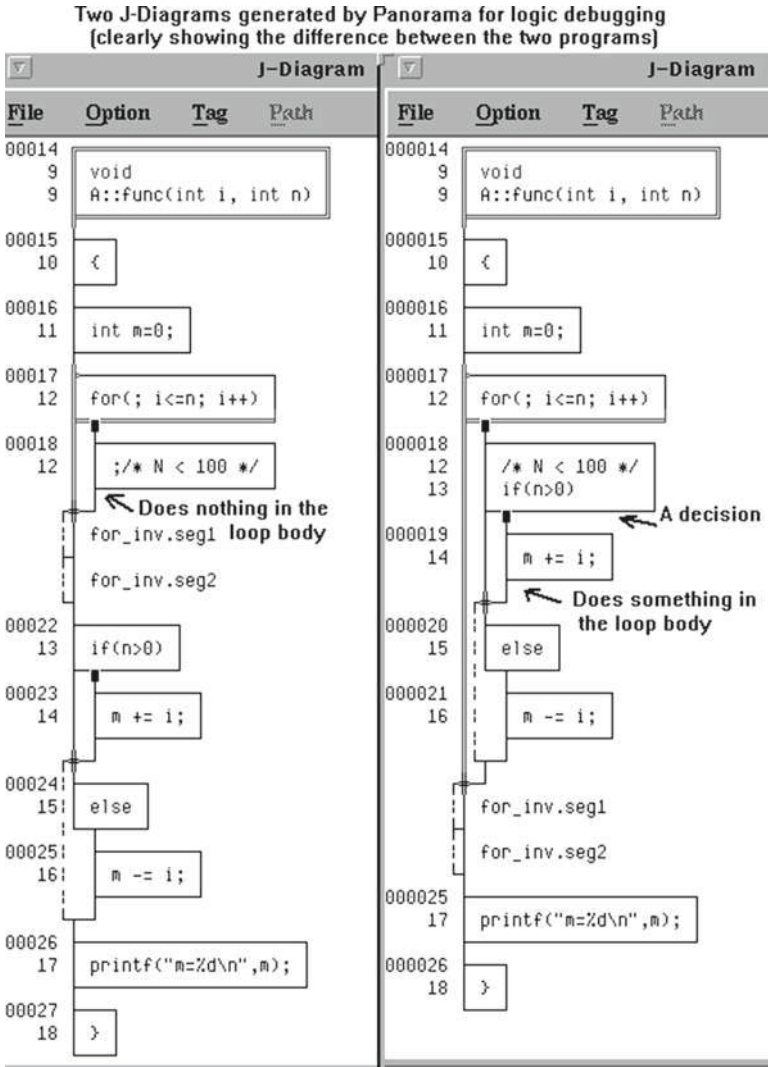 Two J-Diagrams generated by Panorama for logic debugging
(clearly showing the difference between the two programs)
J-Diagram
File Option Tag Path
00014
9 void
9 A::func(int i, int n)
00015
10 {
00016
11 int m=0;
00017
12 for(; i<=n; i++)
00018
12 ;/* N < 100 */
Does nothing in the
loop body
for_inv.seg1
for_inv.seg2
00022
13 if(n>0)
00023
14 m += i;
00024
15 else
00025
16 m -= i;
00026
17 printf("m=%d\n",m);
00027
18 }
J-Diagram
File Option Tag Path
000014
9 void
9 A::func(int i, int n)
000015
10 {
000016
11 int m=0;
000017
12 for(; i<=n; i++)
000018
12 /* N < 100 */
13 if(n>0)
A decision
000019
14 m += i;
Does something in
the loop body
000020
15 else
000021
16 m -= i;
for_inv.seg1
for_inv.seg2
000025
17 printf("m=%d\n",m);
000026
18 }